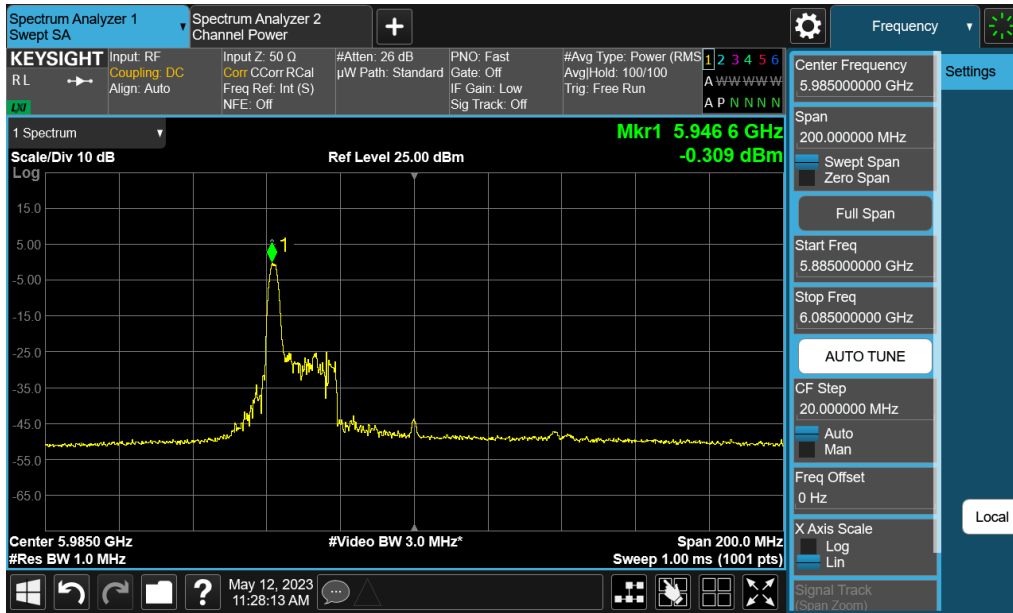 Spectrum Analyzer 1
Swept SA
Spectrum Analyzer 2
Channel Power
Frequency
KEYSIGHT
RL
LXI
Input: RF
Coupling: DC
Align: Auto
Input Z: 50 Ω
Corr CCorr RCal
Freq Ref: Int (S)
NFE: Off
#Atten: 26 dB
µW Path: Standard
PNO: Fast
Gate: Off
IF Gain: Low
Sig Track: Off
#Avg Type: Power (RMS
Avg|Hold: 100/100
Trig: Free Run
1 2 3 4 5 6
A W W W W W
A P N N N N
1 Spectrum
Mkr1 5.946 6 GHz
Scale/Div 10 dB
Ref Level 25.00 dBm
-0.309 dBm
Log
15.0
5.00
-5.00
-15.0
-25.0
-35.0
-45.0
-55.0
-65.0
1
Center 5.9850 GHz
#Video BW 3.0 MHz*
Span 200.0 MHz
#Res BW 1.0 MHz
Sweep 1.00 ms (1001 pts)
May 12, 2023
11:28:13 AM
Center Frequency
5.985000000 GHz
Span
200.000000 MHz
Swept Span
Zero Span
Full Span
Start Freq
5.885000000 GHz
Stop Freq
6.085000000 GHz
AUTO TUNE
CF Step
20.000000 MHz
Auto
Man
Freq Offset
0 Hz
X Axis Scale
Log
Lin
Signal Track
(Span Zoom)
Settings
Local